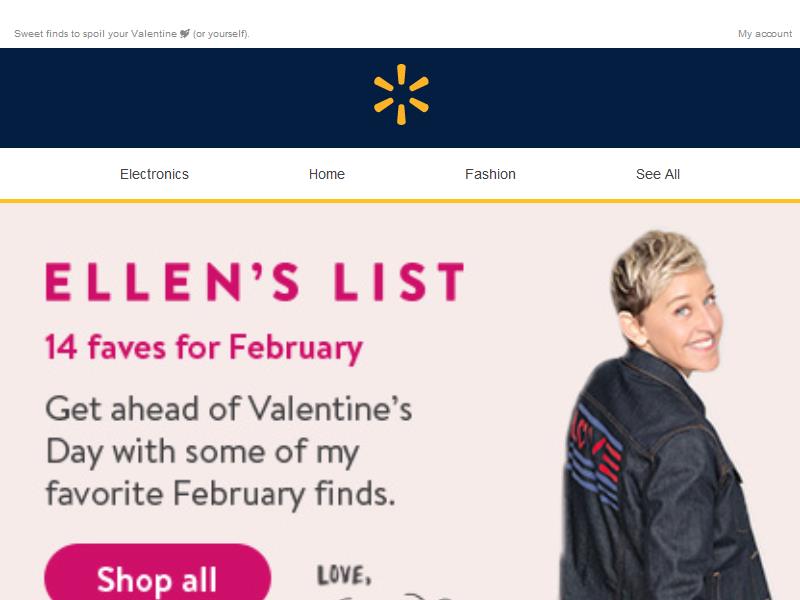 Sweet finds to spoil your Valentine 💘 (or yourself).
My account
Electronics
Home
Fashion
See All
ELLEN'S LIST
14 faves for February
Get ahead of Valentine's
Day with some of my
favorite February finds.
Shop all
LOVE,